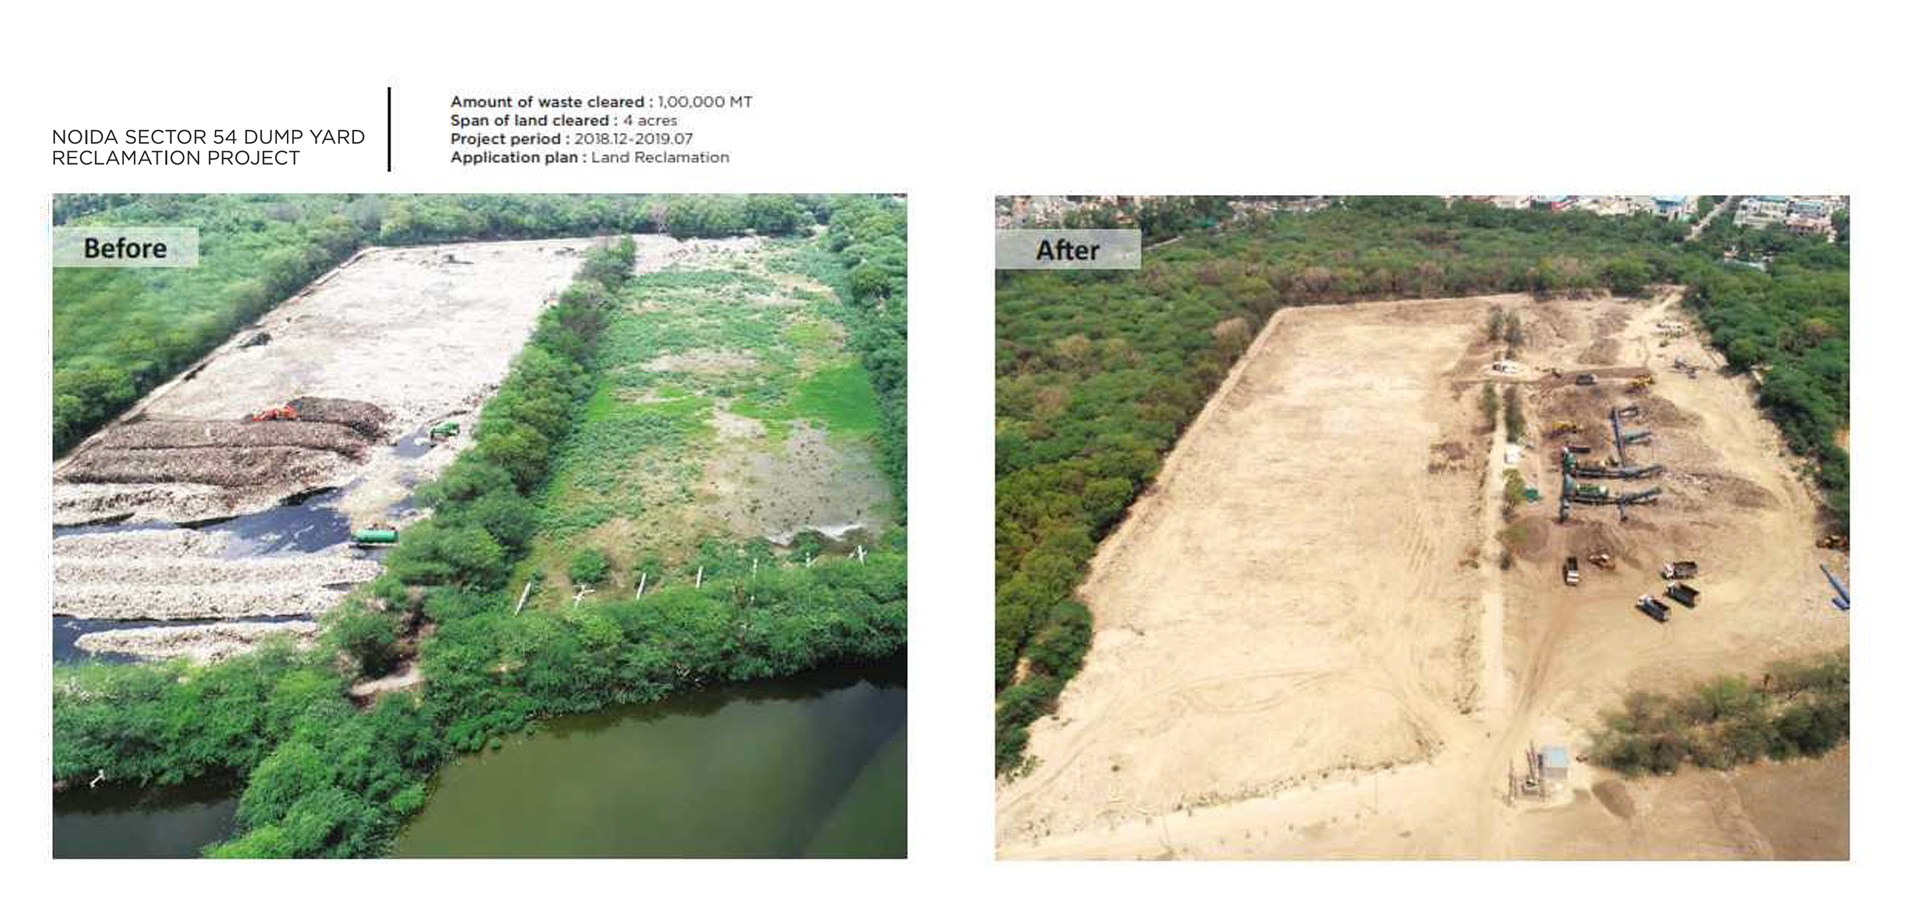 NOIDA SECTOR 54 DUMP YARD
RECLAMATION PROJECT
Amount of waste cleared : 1,00,000 MT
Span of land cleared : 4 acres
Project period : 2018.12-2019.07
Application plan : Land Reclamation
Before
After